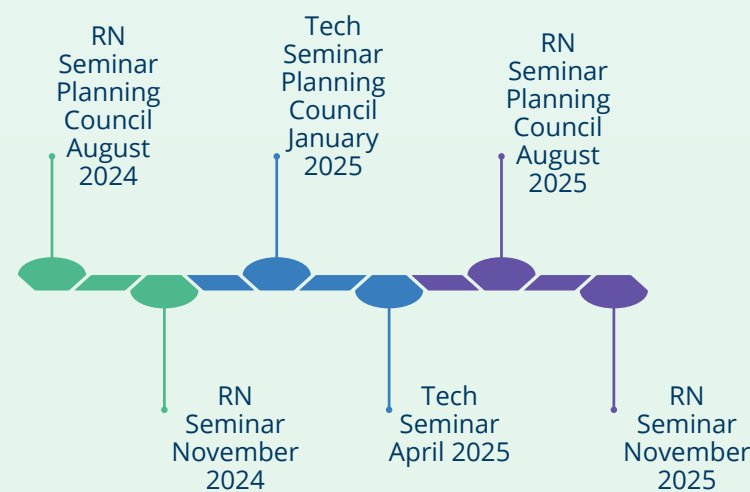 RN
Seminar
Planning
Council
August
2024
Tech
Seminar
Planning
Council
January
2025
RN
Seminar
Planning
Council
August
2025
RN
Seminar
November
2024
Tech
Seminar
April 2025
RN
Seminar
November
2025